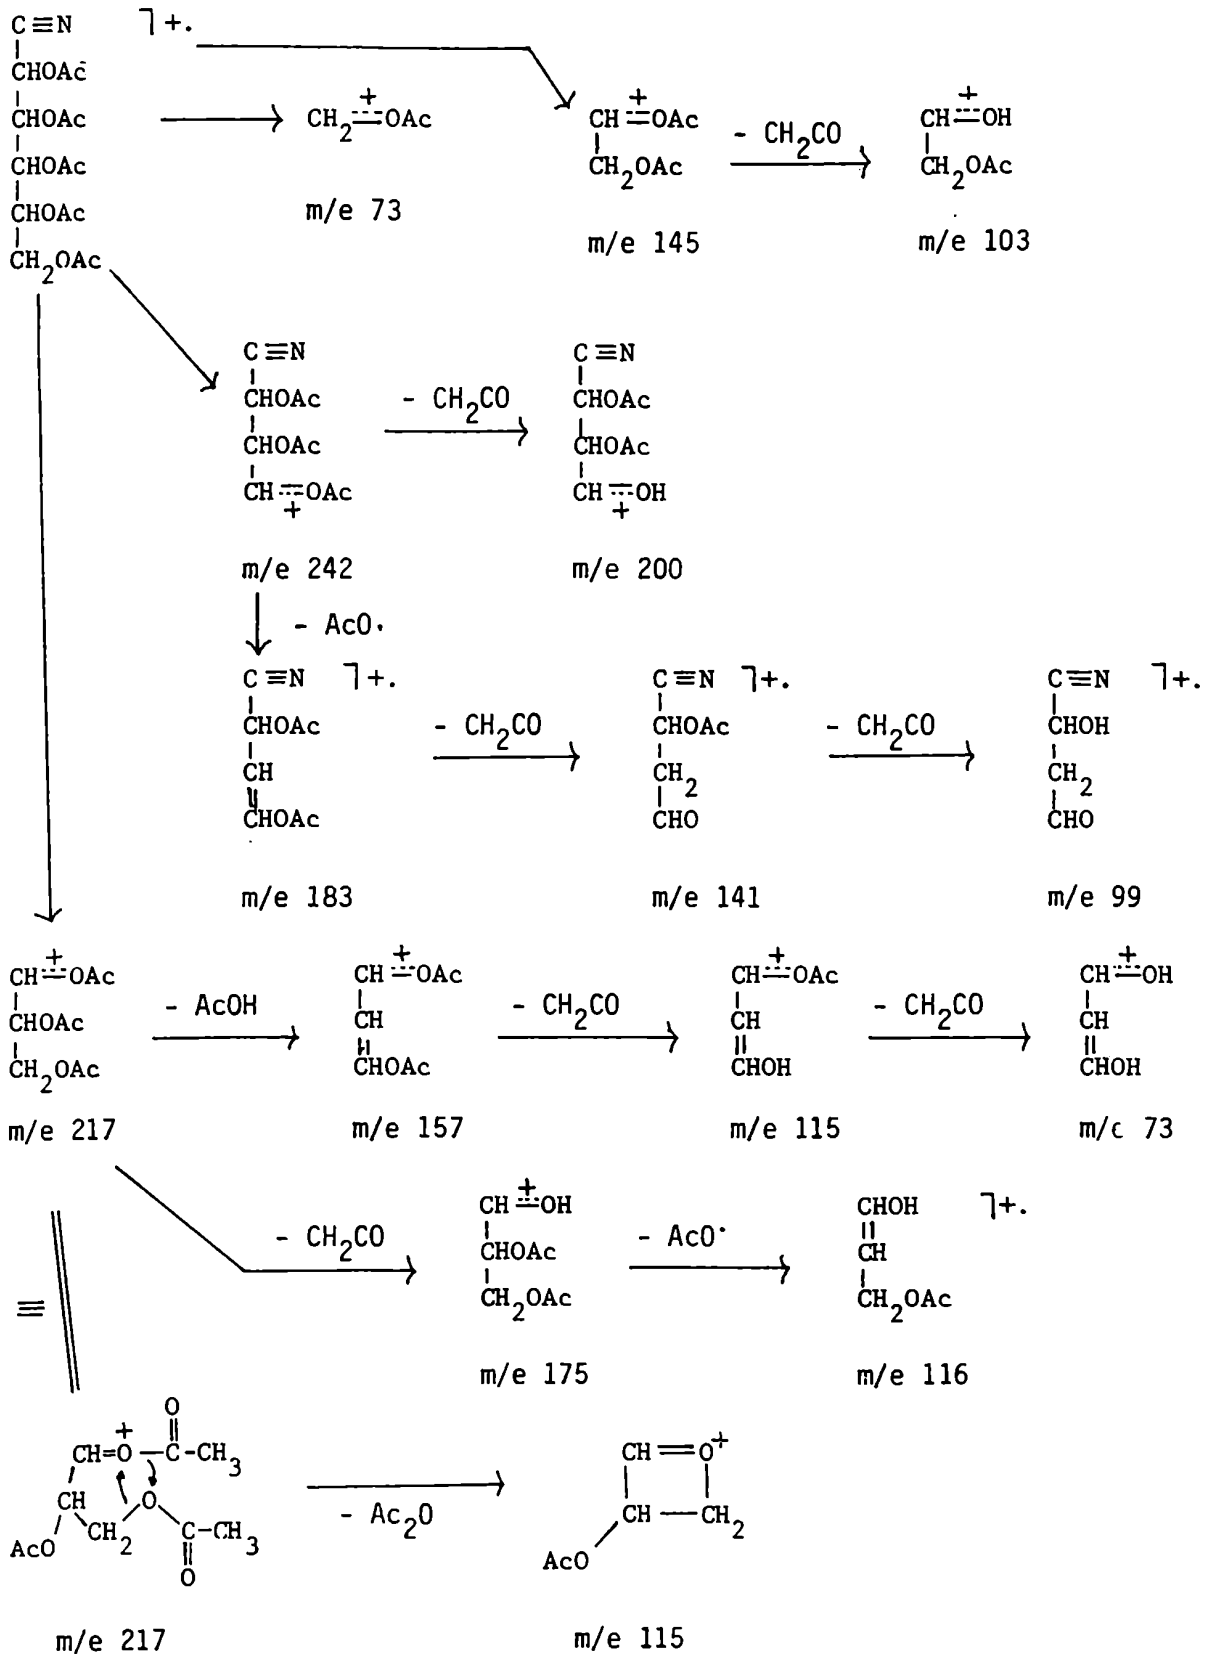 C≡N ⌉+.
CHOAc
CHOAc
CHOAc
CHOAc
CH2OAc
CH2 + OAc
m/e 73
CH + OAc
CH2OAc
m/e 145
- CH2CO
CH + OH
CH2OAc
m/e 103
C≡N
CHOAc
CHOAc
CH OAc
+
m/e 242
- CH2CO
C≡N
CHOAc
CHOAc
CH OH
+
m/e 200
- AcO·
C≡N ⌉+.
CHOAc
CH
CHOAc
m/e 183
- CH2CO
C≡N ⌉+.
CHOAc
CH2
CHO
m/e 141
- CH2CO
C≡N ⌉+.
CHOH
CH2
CHO
m/e 99
CH + OAc
CHOAc
CH2OAc
m/e 217
- AcOH
CH + OAc
CH
CHOAc
m/e 157
- CH2CO
CH + OAc
CH
CHOH
m/e 115
- CH2CO
CH + OH
CH
CHOH
m/c 73
- CH2CO
CH + OH
CHOAc
CH2OAc
m/e 175
- AcO·
CHOH ⌉+.
CH
CH2OAc
m/e 116
≡
O
+
CH=O-C-CH3
CH O
AcO CH2 C-CH3
O
m/e 217
- Ac2O
CH=O+
CH-CH2
AcO
m/e 115